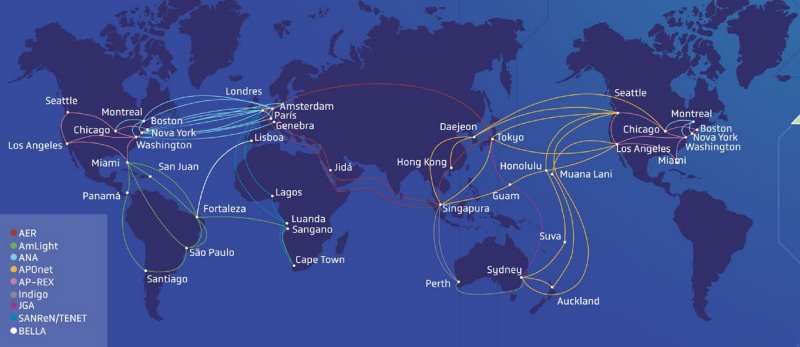 Londres
Seattle
Amsterdam
Montreal
París
Boston
Genebra
Chicago
Nova York
Los Angeles
Washington
Lisboa
Miami
San Juan
Jidá
Panamá
Lagos
Fortaleza
Luanda
Sangano
São Paulo
Cape Town
Santiago
Seattle
Montreal
Daejeon
Tokyo
Chicago
Boston
Nova York
Los Angeles
Washington
Hong Kong
Honolulu
Miami
Muana Lani
Guam
Singapura
Suva
Sydney
Perth
Auckland
AER
AmLight
ANA
APOnet
AP-REX
Indigo
JGA
SANReN/TENET
BELLA